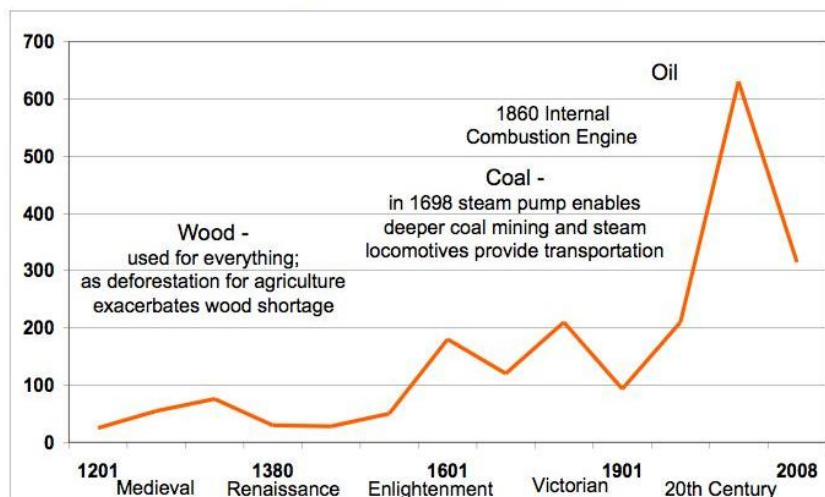 700
600
500
400
300
200
100
0
Oil
1860 Internal
Combustion Engine
Coal -
in 1698 steam pump enables
deeper coal mining and steam
locomotives provide transportation
Wood -
used for everything;
as deforestation for agriculture
exacerbates wood shortage
1201 1380 1601 1901 2008
Medieval Renaissance Enlightenment Victorian 20th Century